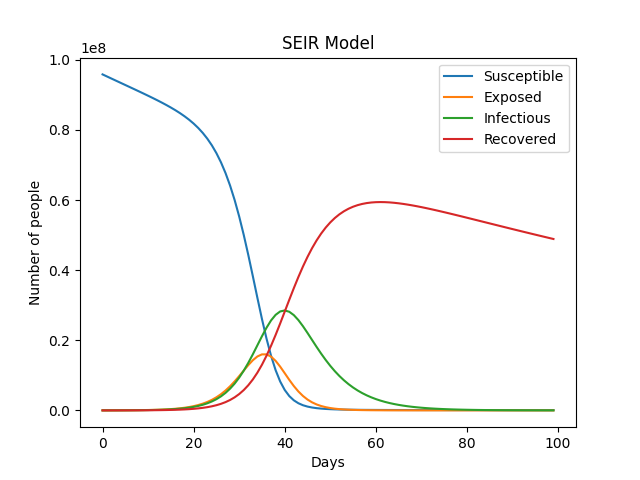 SEIR Model
1e8
1.0
0.8
0.6
0.4
0.2
0.0
Number of people
Susceptible
Exposed
Infectious
Recovered
0 20 40 60 80 100
Days